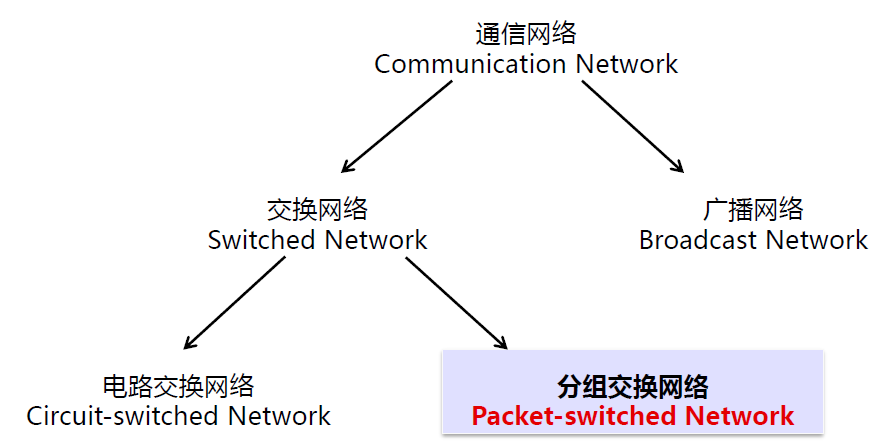 通信网络
Communication Network
交换网络
Switched Network
广播网络
Broadcast Network
电路交换网络
Circuit-switched Network
分组交换网络
Packet-switched Network